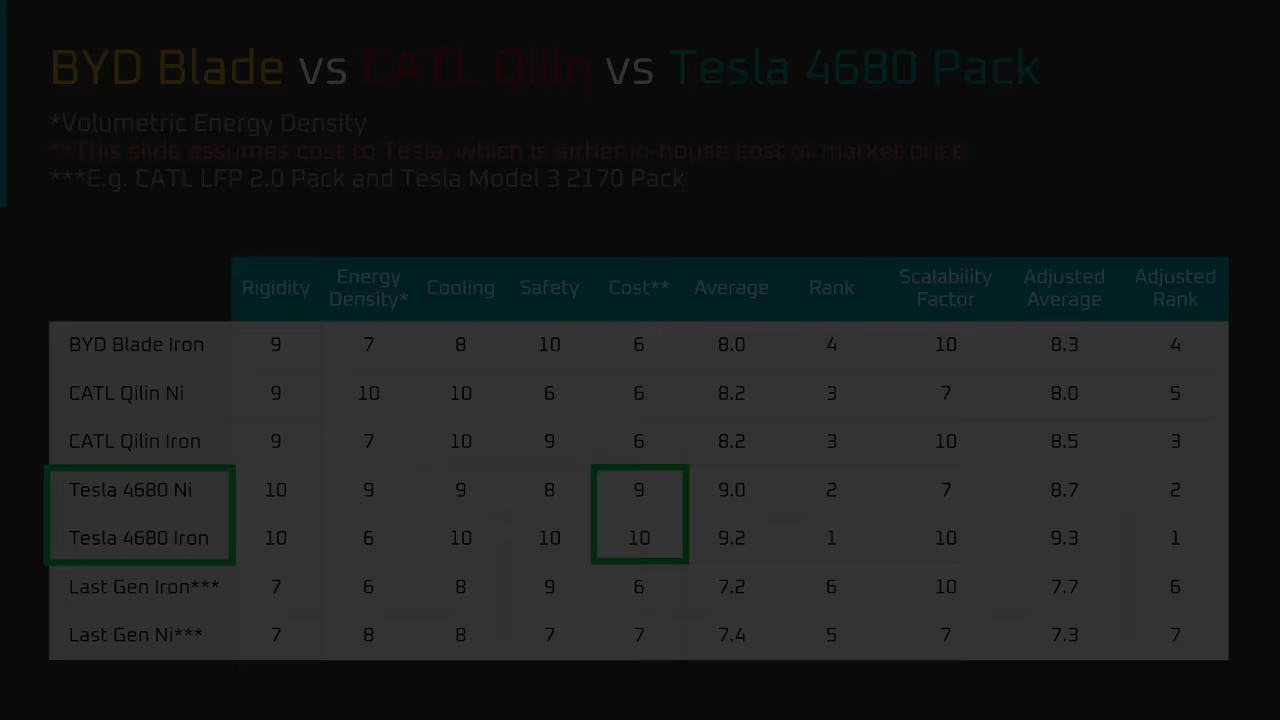 BYD Blade vs CATL Qilin vs Tesla 4680 Pack
*Volumetric Energy Density
**This slide assumes cost to Tesla, which is either in-house cost or market price.
***E.g. CATL LFP 2.0 Pack and Tesla Model 3 2170 Pack
Rigidity Energy Density* Cooling Safety Cost** Average Rank Scalability Factor Adjusted Average Adjusted Rank
BYD Blade Iron 9 7 8 10 6 8.0 4 10 8.3 4
CATL Qilin Ni 9 10 10 6 6 8.2 3 7 8.0 5
CATL Qilin Iron 9 7 10 9 6 8.2 3 10 8.5 3
Tesla 4680 Ni 10 9 9 8 9 9.0 2 7 8.7 2
Tesla 4680 Iron 10 6 10 10 10 9.2 1 10 9.3 1
Last Gen Iron*** 7 6 8 9 6 7.2 6 10 7.7 6
Last Gen Ni*** 7 8 8 7 7 7.4 5 7 7.3 7